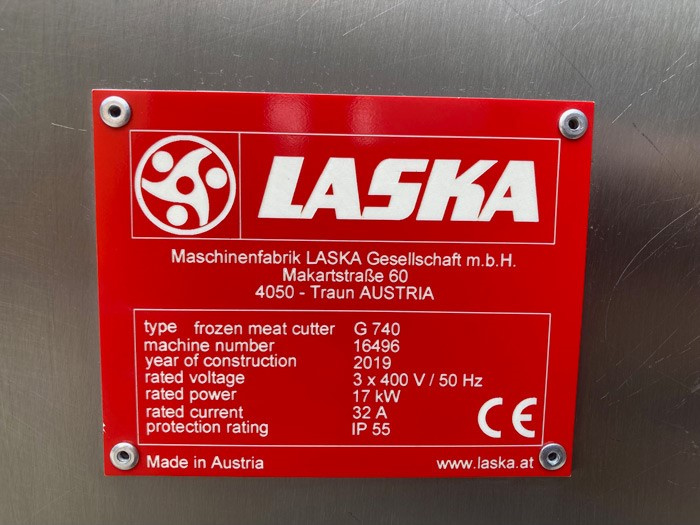 LASKA
Maschinenfabrik LASKA Gesellschaft m.b.H.
Makartstraße 60
4050 - Traun AUSTRIA
type frozen meat cutter G 740
machine number 16496
year of construction 2019
rated voltage 3 x 400 V / 50 Hz
rated power 17 kW
rated current 32 A
protection rating IP 55
CE
Made in Austria www.laska.at